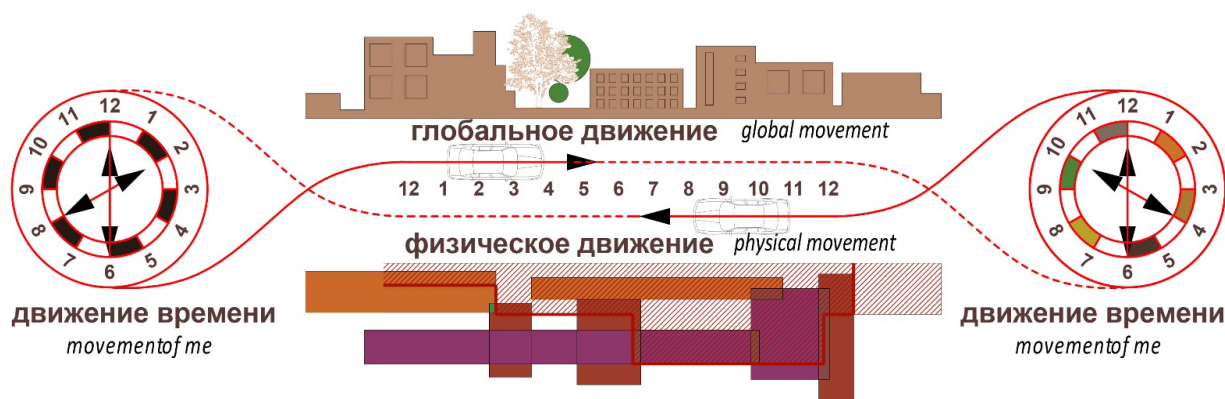 12 1 2 3 4 5 6 7 8 9 10 11
движение времени
movementof me
глобальное движение global movement
12 1 2 3 4 5 6 7 8 9 10 11 12
физическое движение physical movement
12 1 2 3 4 5 6 7 8 9 10 11
движение времени
movementof me